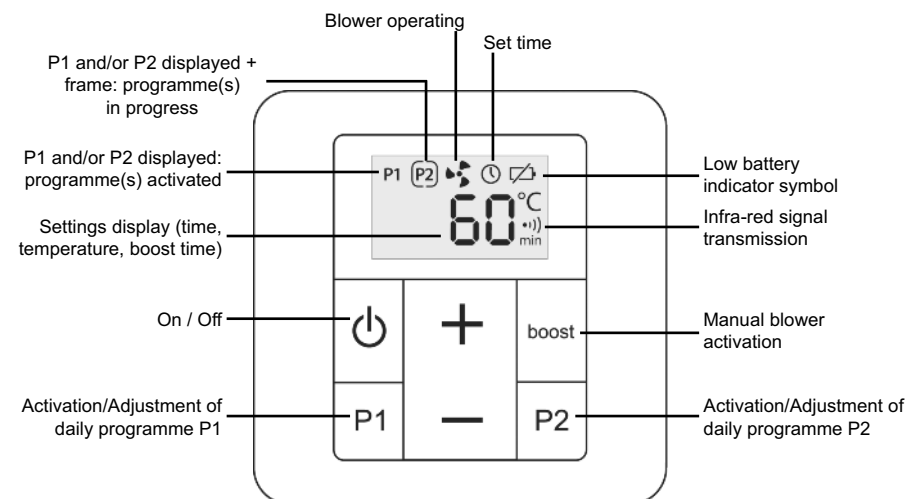 Blower operating
Set time
P1 and/or P2 displayed +
frame: programme(s)
in progress
P1 and/or P2 displayed:
programme(s) activated
Settings display (time,
temperature, boost time)
On / Off
Activation/Adjustment of
daily programme P1
P1 P2
60 °C
min
boost
P1
P2
Low battery
indicator symbol
Infra-red signal
transmission
Manual blower
activation
Activation/Adjustment of
daily programme P2